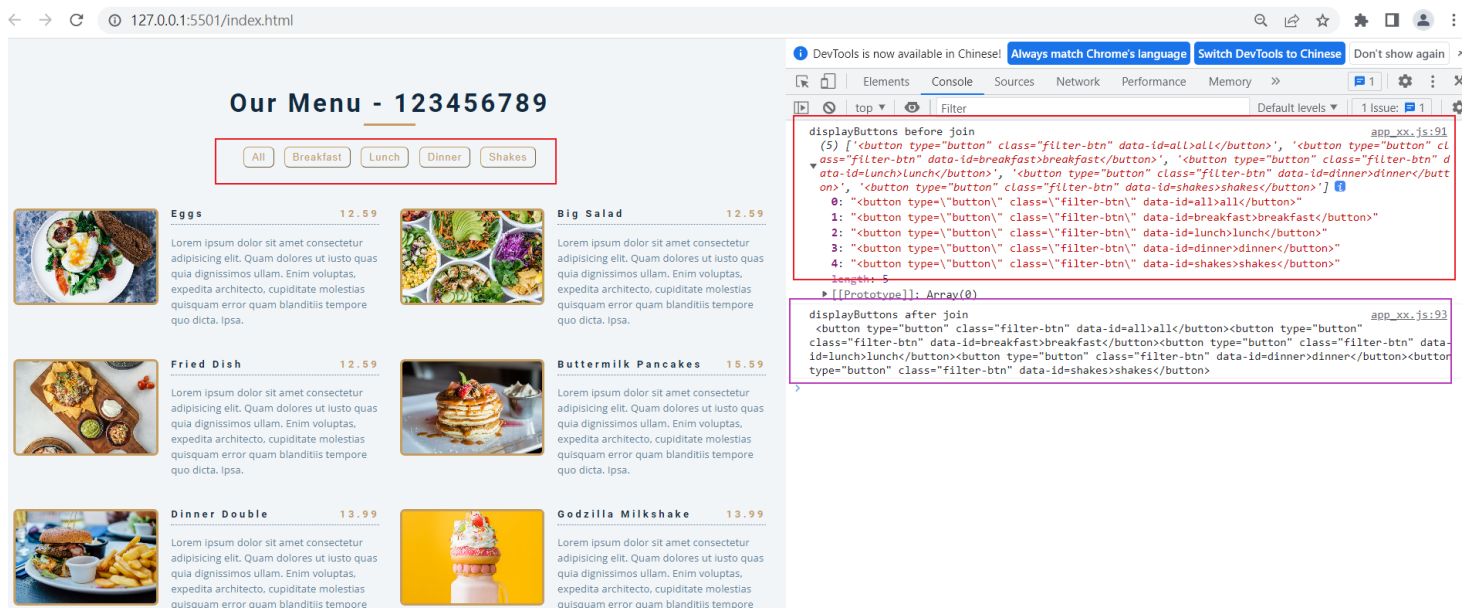 127.0.0.1:5501/index.html
Our Menu - 123456789
All Breakfast Lunch Dinner Shakes
Eggs 12.59
Lorem ipsum dolor sit amet consectetur
adipisicing elit. Quam dolores ut iusto quas
quia dignissimos ullam. Enim voluptas,
expedita architecto, cupiditate molestias
quisquam error quam blanditiis tempore
quo dicta. Ipsa.
Big Salad 12.59
Lorem ipsum dolor sit amet consectetur
adipisicing elit. Quam dolores ut iusto quas
quia dignissimos ullam. Enim voluptas,
expedita architecto, cupiditate molestias
quisquam error quam blanditiis tempore
quo dicta. Ipsa.
Fried Dish 12.59
Lorem ipsum dolor sit amet consectetur
adipisicing elit. Quam dolores ut iusto quas
quia dignissimos ullam. Enim voluptas,
expedita architecto, cupiditate molestias
quisquam error quam blanditiis tempore
quo dicta. Ipsa.
Buttermilk Pancakes 15.59
Lorem ipsum dolor sit amet consectetur
adipisicing elit. Quam dolores ut iusto quas
quia dignissimos ullam. Enim voluptas,
expedita architecto, cupiditate molestias
quisquam error quam blanditiis tempore
quo dicta. Ipsa.
Dinner Double 13.99
Lorem ipsum dolor sit amet consectetur
adipisicing elit. Quam dolores ut iusto quas
quia dignissimos ullam. Enim voluptas,
expedita architecto, cupiditate molestias
quisquam error quam blanditiis tempore
Godzilla Milkshake 13.99
Lorem ipsum dolor sit amet consectetur
adipisicing elit. Quam dolores ut iusto quas
quia dignissimos ullam. Enim voluptas,
expedita architecto, cupiditate molestias
quisquam error quam blanditiis tempore
DevTools is now available in Chinese! Always match Chrome's language Switch DevTools to Chinese Don't show again
Elements Console Sources Network Performance Memory 1
top Filter Default levels 1 Issue: 1
displayButtons before join app_xx.js:91
(5) ['<button type="button" class="filter-btn" data-id=all>all</button>', '<button type="button" cl
ass="filter-btn" data-id=breakfast>breakfast</button>', '<button type="button" class="filter-btn" d
ata-id=lunch>lunch</button>', '<button type="button" class="filter-btn" data-id=dinner>dinner</butt
on>', '<button type="button" class="filter-btn" data-id=shakes>shakes</button>']
0: "<button type=\"button\" class=\"filter-btn\" data-id=all>all</button>"
1: "<button type=\"button\" class=\"filter-btn\" data-id=breakfast>breakfast</button>"
2: "<button type=\"button\" class=\"filter-btn\" data-id=lunch>lunch</button>"
3: "<button type=\"button\" class=\"filter-btn\" data-id=dinner>dinner</button>"
4: "<button type=\"button\" class=\"filter-btn\" data-id=shakes>shakes</button>"
length: 5
[[Prototype]]: Array(0)
displayButtons after join app_xx.js:93
<button type="button" class="filter-btn" data-id=all>all</button><button type="button"
class="filter-btn" data-id=breakfast>breakfast</button><button type="button" class="filter-btn" data-
id=lunch>lunch</button><button type="button" class="filter-btn" data-id=dinner>dinner</button><button
type="button" class="filter-btn" data-id=shakes>shakes</button>